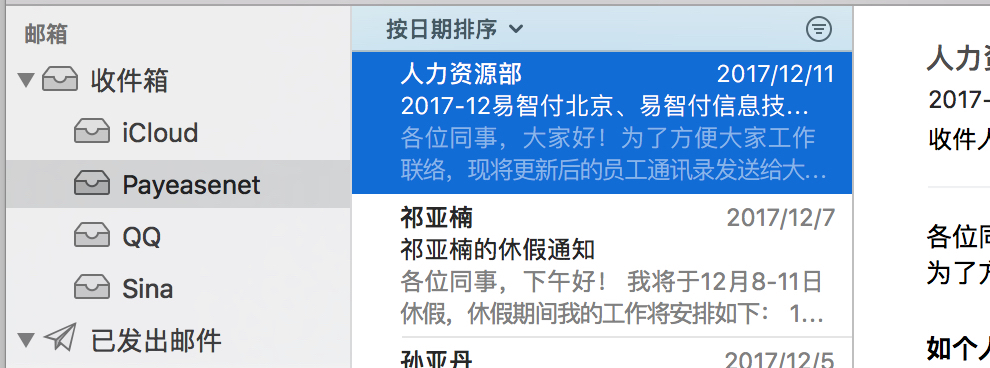 邮箱
收件箱
iCloud
Payeasenet
QQ
Sina
已发出邮件
按日期排序
人力资源部 2017/12/11
2017-12易智付北京、易智付信息技...
各位同事，大家好！为了方便大家工作
联络，现将更新后的员工通讯录发送给大...
祁亚楠 2017/12/7
祁亚楠的休假通知
各位同事，下午好！ 我将于12月8-11日
休假，休假期间我的工作将安排如下： 1...
孙亚丹 2017/12/5
人力
2017-
收件人
各位同
为了方
如个人